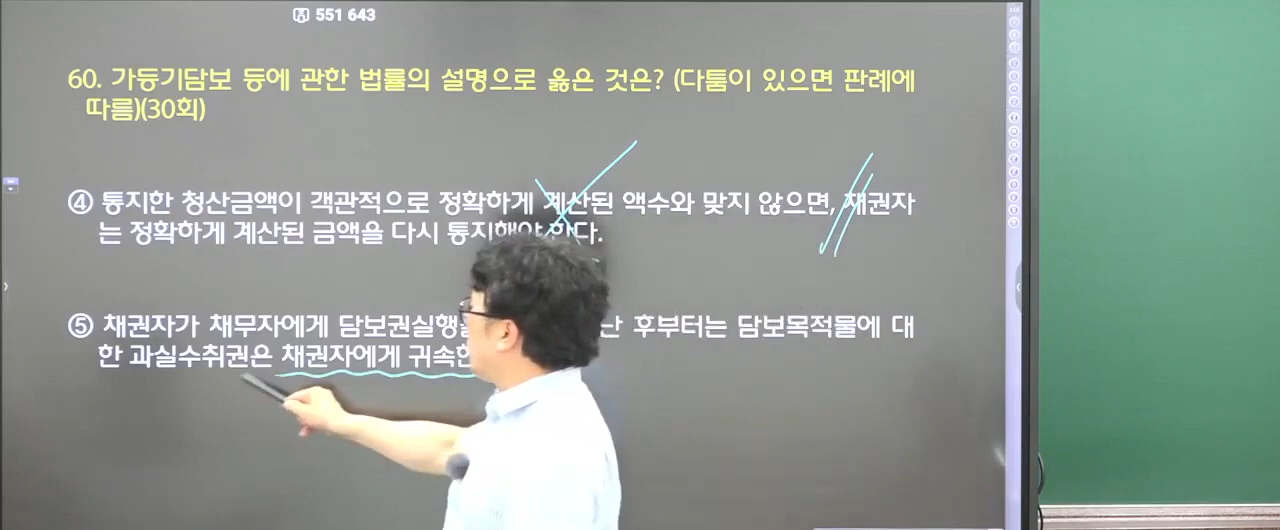 551 643
60. 가등기담보 등에 관한 법률의 설명으로 옳은 것은? (다툼이 있으면 판례에
따름)(30회)
④ 통지한 청산금액이 객관적으로 정확하게 계산된 액수와 맞지 않으면, 채권자
는 정확하게 계산된 금액을 다시 통지해야 한다.
⑤ 채권자가 채무자에게 담보권실행 후부터는 담보목적물에 대
한 과실수취권은 채권자에게 귀속한